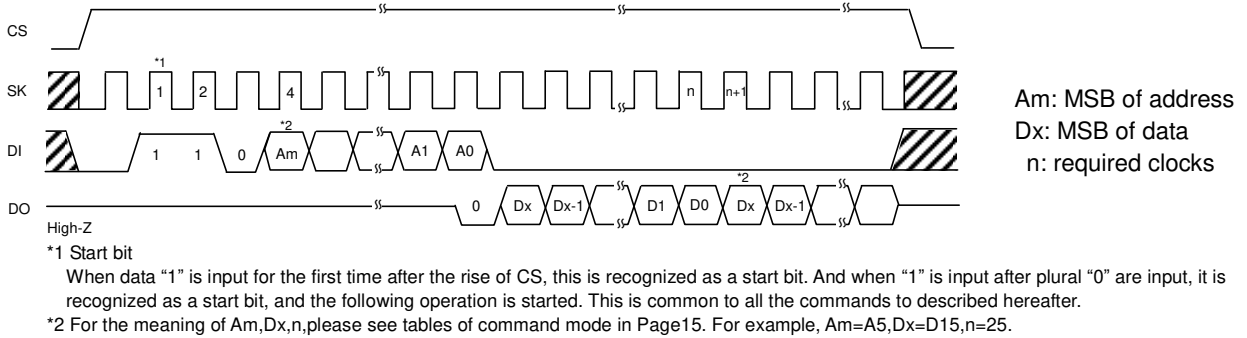 CS
*1
SK 1 2 4 n n+1
*2
DI 1 1 0 Am A1 A0
*2
DO 0 Dx Dx-1 D1 D0 Dx Dx-1
High-Z
Am: MSB of address
Dx: MSB of data
n: required clocks
*1 Start bit
When data “1” is input for the first time after the rise of CS, this is recognized as a start bit. And when “1” is input after plural “0” are input, it is
recognized as a start bit, and the following operation is started. This is common to all the commands to described hereafter.
*2 For the meaning of Am,Dx,n,please see tables of command mode in Page15. For example, Am=A5,Dx=D15,n=25.